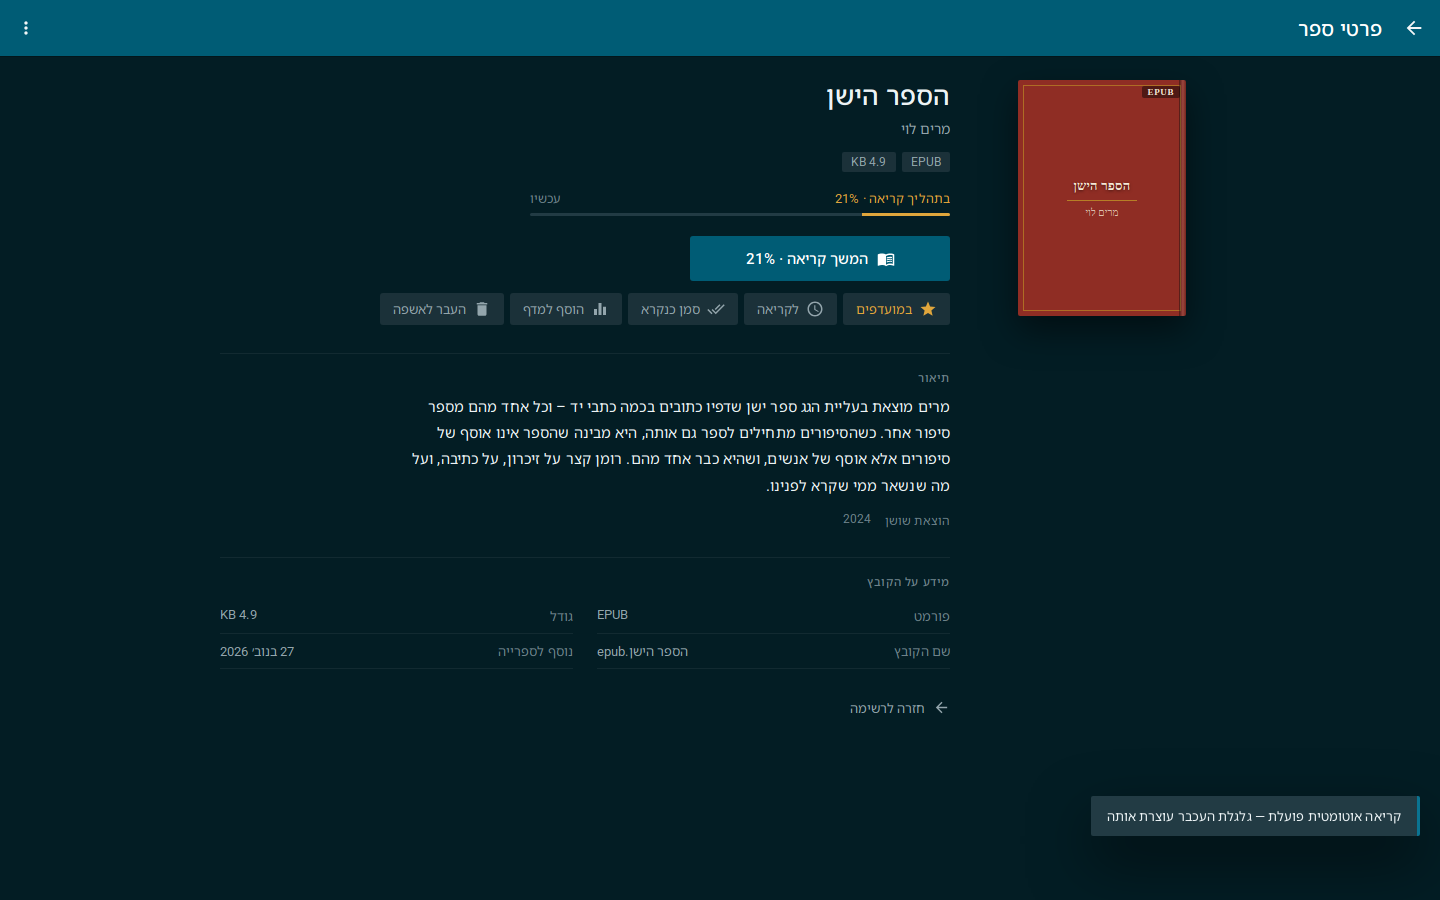 פרטי ספר
EPUB
הספר הישן
מרים לוי
הספר הישן
מרים לוי
EPUB
4.9 KB
בתהליך קריאה · 21%
עכשיו
המשך קריאה · 21%
במועדפים
לקריאה
סמן כנקרא
הוסף למדף
העבר לאשפה
תיאור
מרים מוצאת בעליית הגג ספר ישן שדפיו כתובים בכמה כתבי יד – וכל אחד מהם מספר
סיפור אחר. כשהסיפורים מתחילים לספר גם אותה, היא מבינה שהספר אינו אוסף של
סיפורים אלא אוסף של אנשים, ושהיא כבר אחד מהם. רומן קצר על זיכרון, על כתיבה, ועל
מה שנשאר ממי שקרא לפנינו.
הוצאת שושן 2024
מידע על הקובץ
פורמט EPUB
גודל 4.9 KB
שם הקובץ הספר הישן.epub
נוסף לספרייה 27 בנוב׳ 2026
חזרה לרשימה
קריאה אוטומטית פועלת — גלגלת העכבר עוצרת אותה